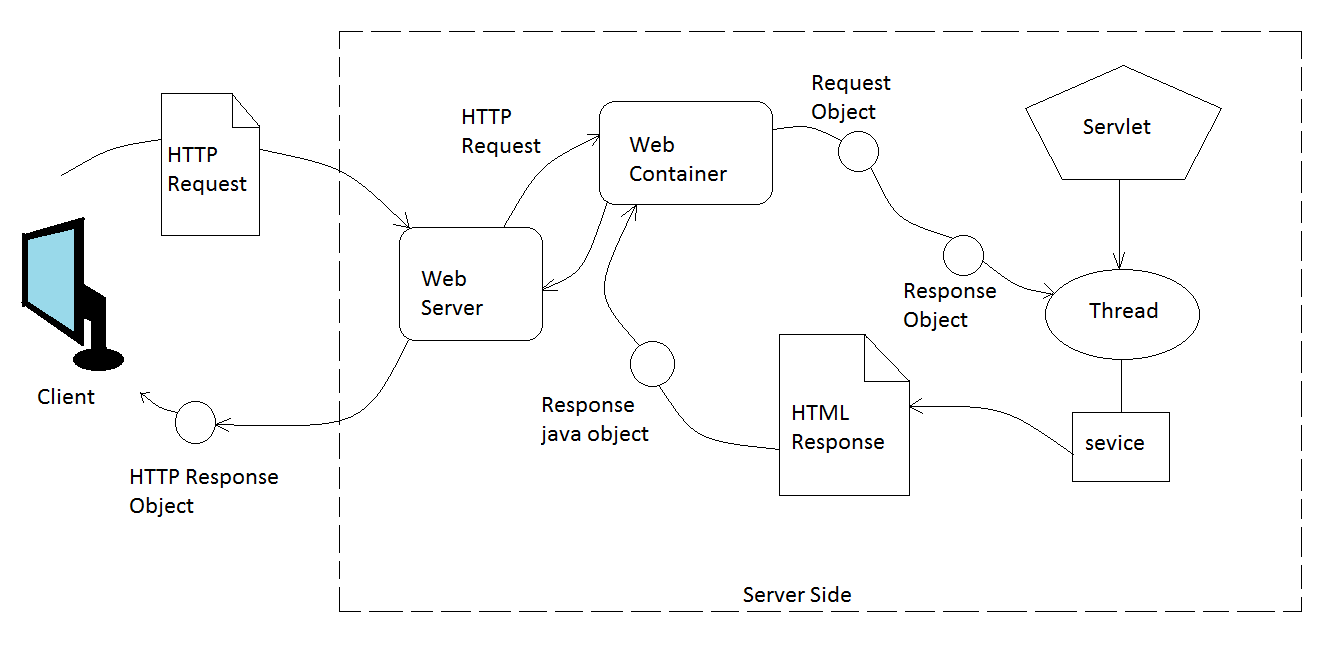 HTTP
Request
Client
HTTP Response
Object
Web
Server
HTTP
Request
Web
Container
Request
Object
Response
Object
Servlet
Thread
sevice
HTML
Response
Response
java object
Server Side